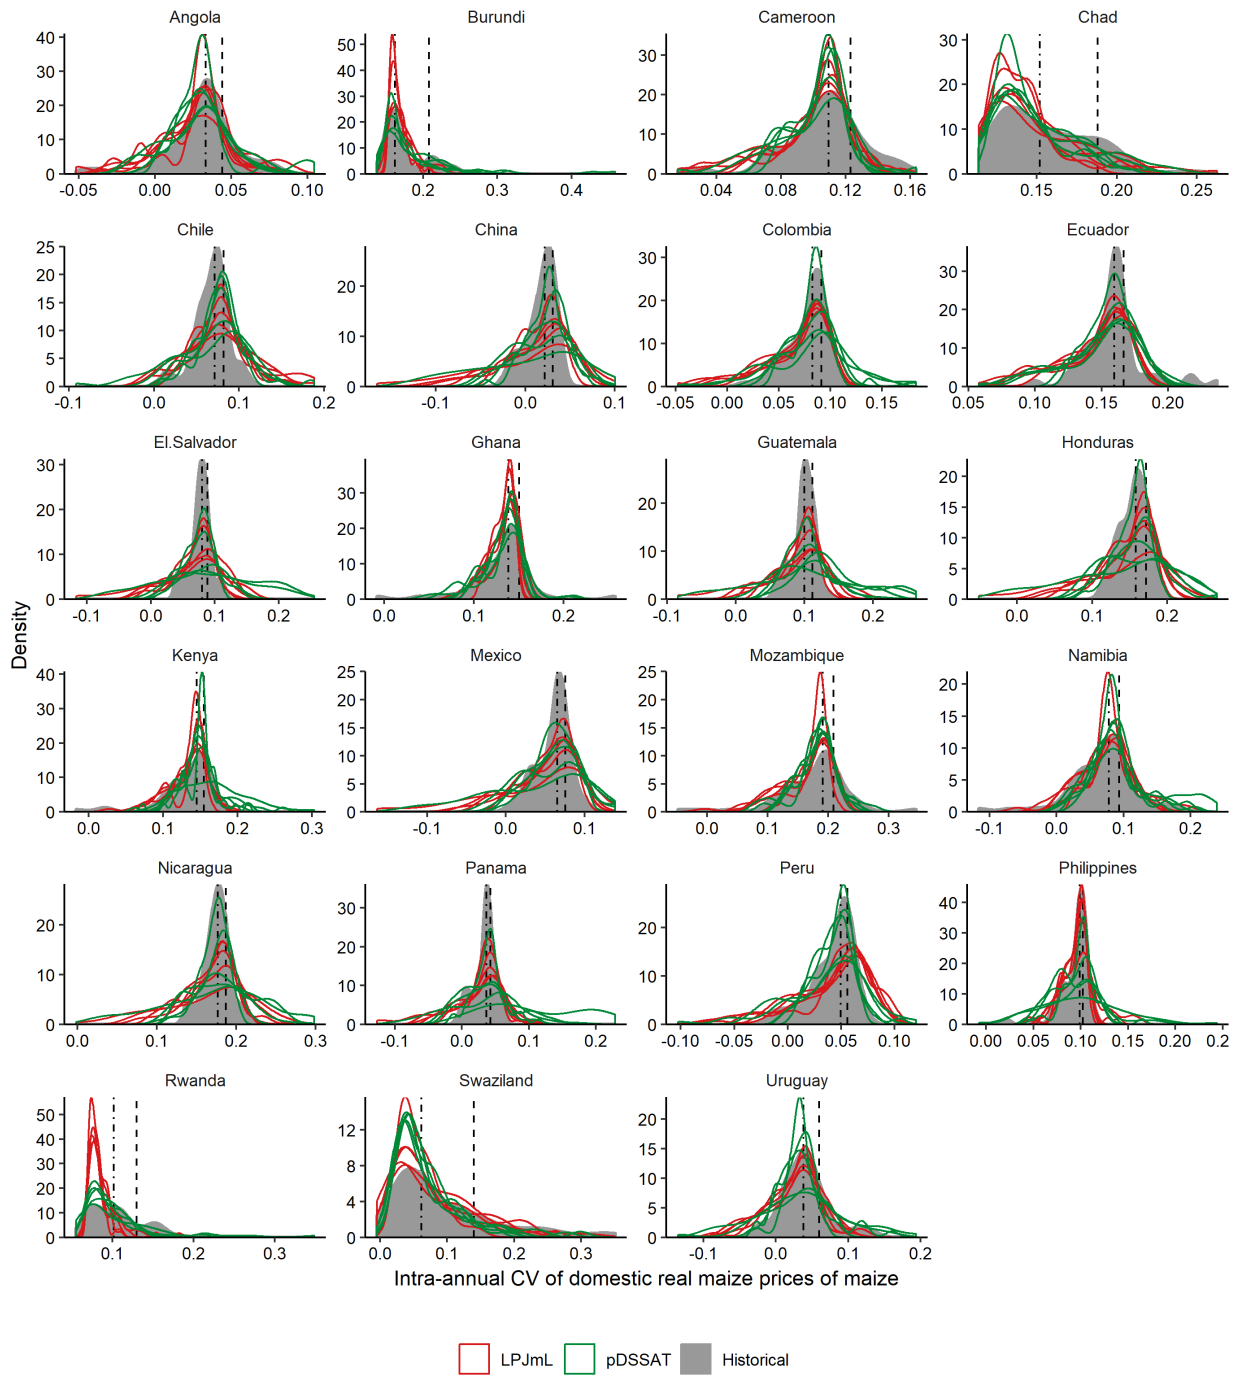 Angola Burundi Cameroon Chad
40 30 20 10 0
50 40 30 20 10 0
30 20 10 0
30 20 10 0
-0.05 0.00 0.05 0.10
0.2 0.3 0.4
0.04 0.08 0.12 0.16
0.15 0.20 0.25
Chile China Colombia Ecuador
25 20 15 10 5 0
20 10 0
30 20 10 0
30 20 10 0
-0.1 0.0 0.1 0.2
-0.1 0.0 0.1
-0.05 0.00 0.05 0.10 0.15
0.05 0.10 0.15 0.20
El.Salvador Ghana Guatemala Honduras
30 20 10 0
30 20 10 0
20 10 0
20 15 10 5 0
-0.1 0.0 0.1 0.2
0.0 0.1 0.2
-0.1 0.0 0.1 0.2
0.0 0.1 0.2
Density
Kenya Mexico Mozambique Namibia
40 30 20 10 0
25 20 15 10 5 0
25 20 15 10 5 0
20 15 10 5 0
0.0 0.1 0.2 0.3
-0.1 0.0 0.1
0.0 0.1 0.2 0.3
-0.1 0.0 0.1 0.2
Nicaragua Panama Peru Philippines
20 10 0
30 20 10 0
20 10 0
40 30 20 10 0
0.0 0.1 0.2 0.3
-0.1 0.0 0.1 0.2
-0.10 -0.05 0.00 0.05 0.10
0.00 0.05 0.10 0.15 0.20 0.2
Rwanda Swaziland Uruguay
50 40 30 20 10 0
12 8 4 0
20 15 10 5 0
0.1 0.2 0.3
0.0 0.1 0.2 0.3
-0.1 0.0 0.1 0.2
Intra-annual CV of domestic real maize prices of maize
LPJmL pDSSAT Historical